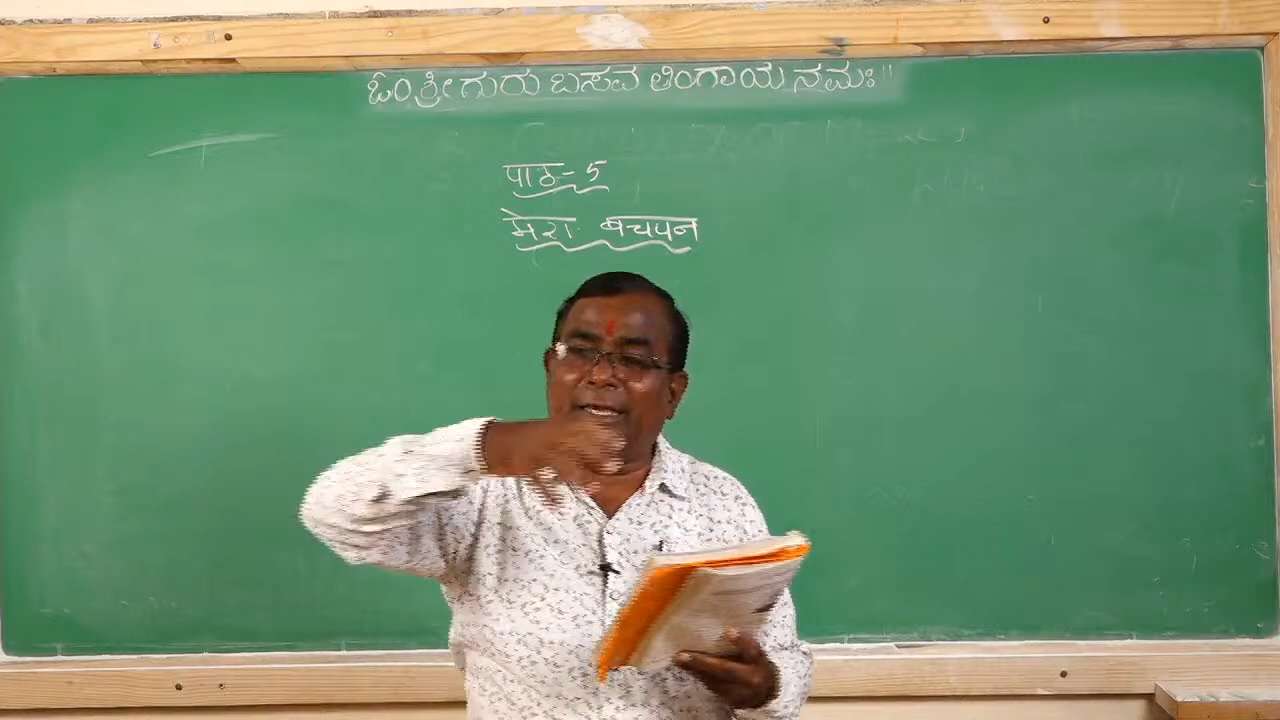 ಓಂ ಶ್ರೀ ಗುರು ಬಸವ ಲಿಂಗಾಯ ನಮಃ"
पाठ - 5
मेरा बचपन